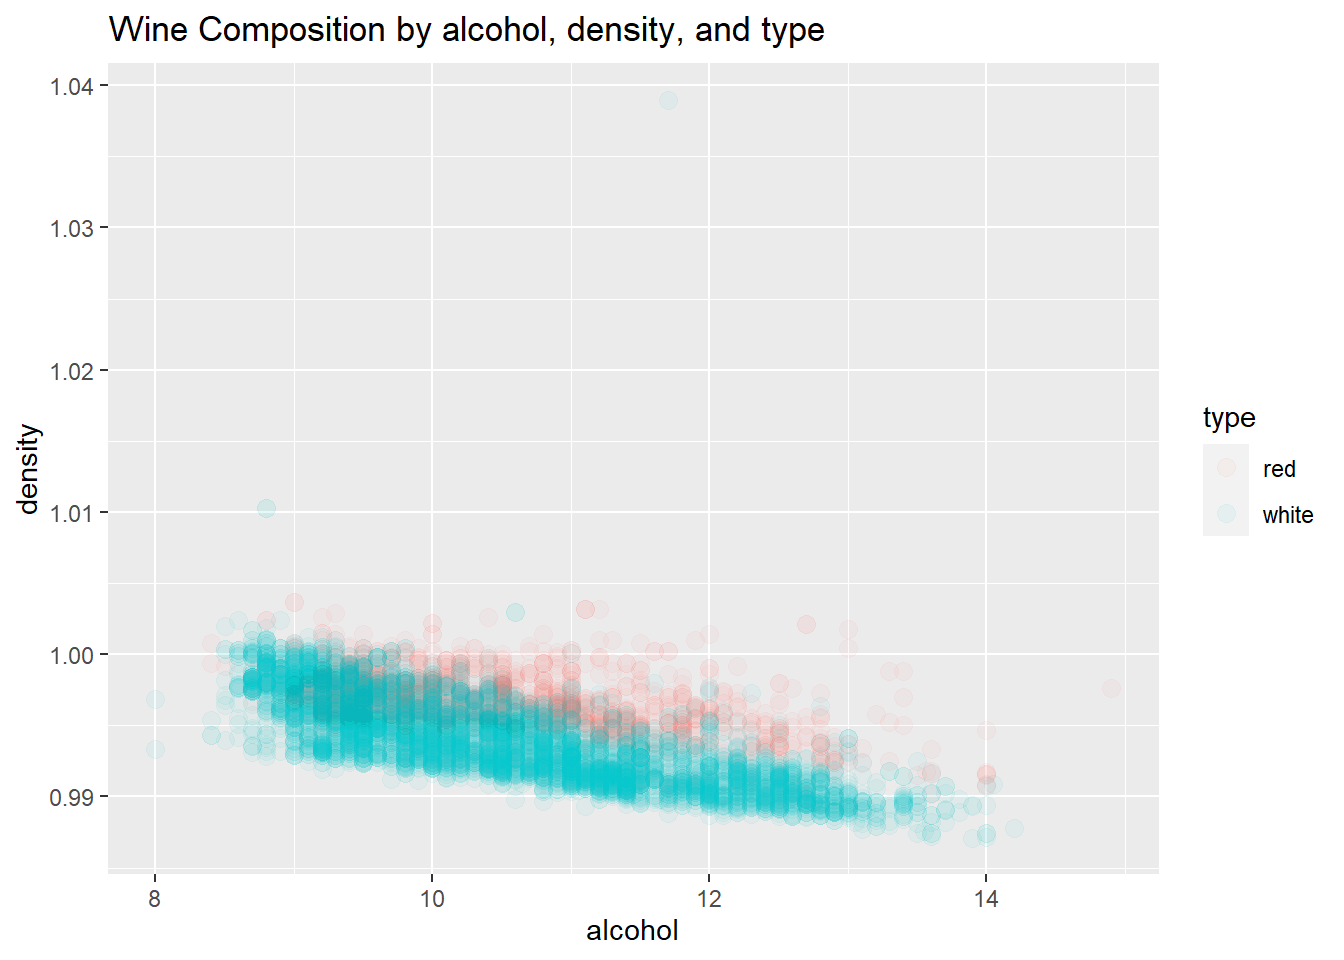 Wine Composition by alcohol, density, and type
1.04
1.03
1.02
1.01
1.00
0.99
density
8 10 12 14
alcohol
type
red
white